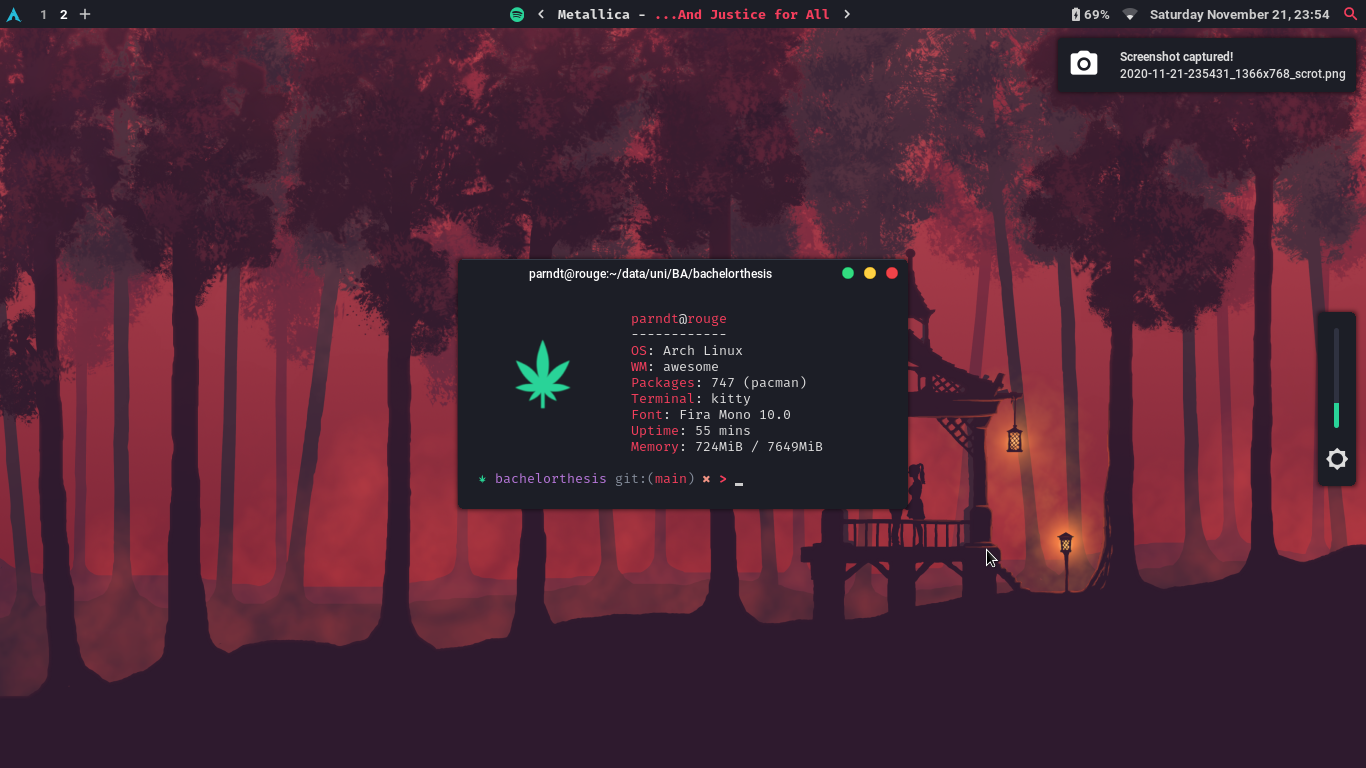 1 2 +
< Metallica - ...And Justice for All >
69% Saturday November 21, 23:54
Screenshot captured!
2020-11-21-235431_1366x768_scrot.png
parndt@rouge:~/data/uni/BA/bachelorthesis
parndt@rouge
------------
OS: Arch Linux
WM: awesome
Packages: 747 (pacman)
Terminal: kitty
Font: Fira Mono 10.0
Uptime: 55 mins
Memory: 724MiB / 7649MiB
bachelorthesis git:(main) ✖ > _